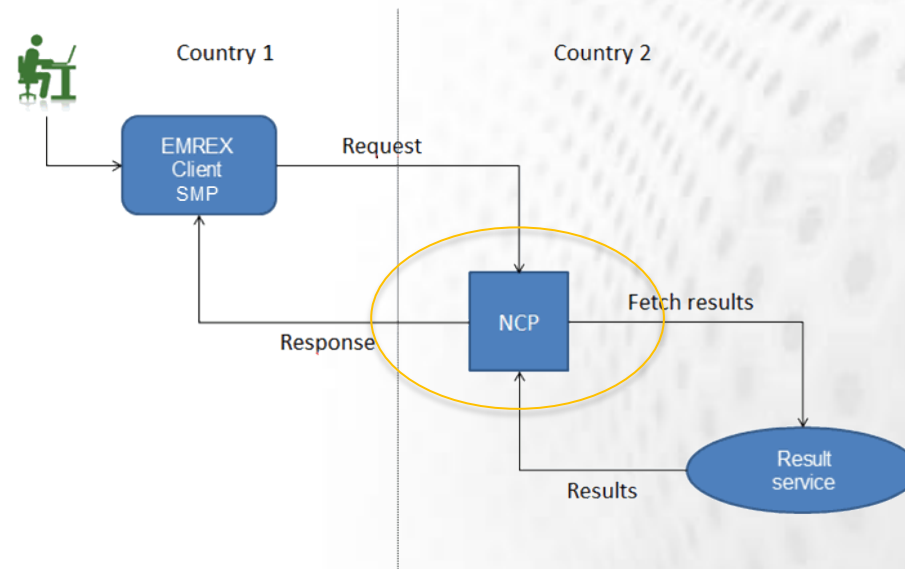 Country 1
Country 2
EMREX
Client
SMP
Request
NCP
Fetch results
Response
Result
service
Results